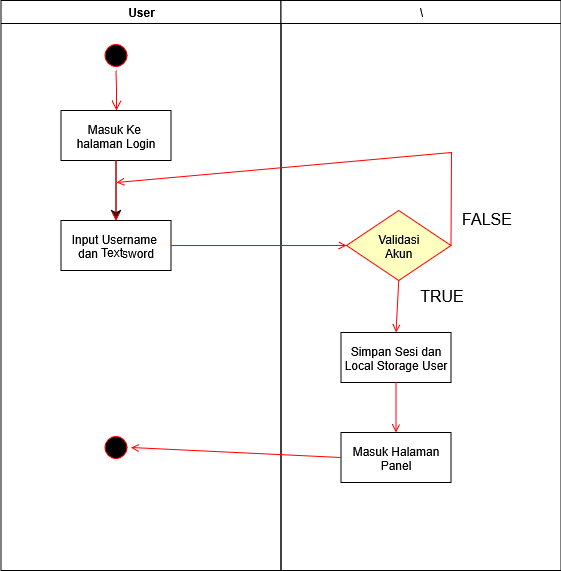 User
\
Masuk Ke
halaman Login
Input Username
dan Textsword
Validasi
Akun
FALSE
TRUE
Simpan Sesi dan
Local Storage User
Masuk Halaman
Panel